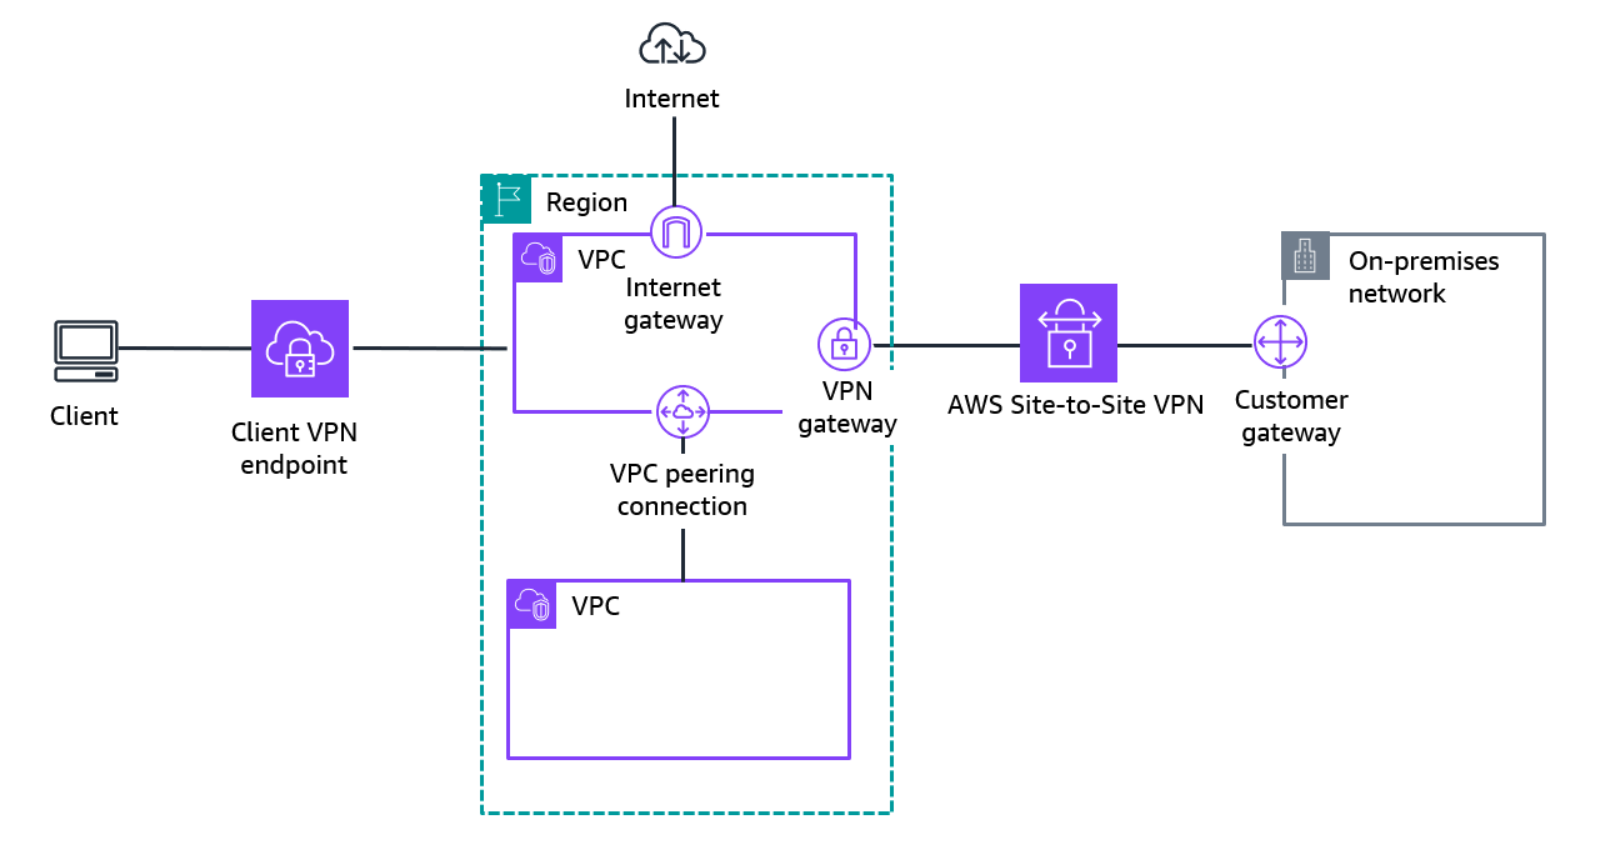 Internet
Region
VPC
Internet
gateway
Client
Client VPN
endpoint
VPN
gateway
AWS Site-to-Site VPN
On-premises
network
Customer
gateway
VPC peering
connection
VPC